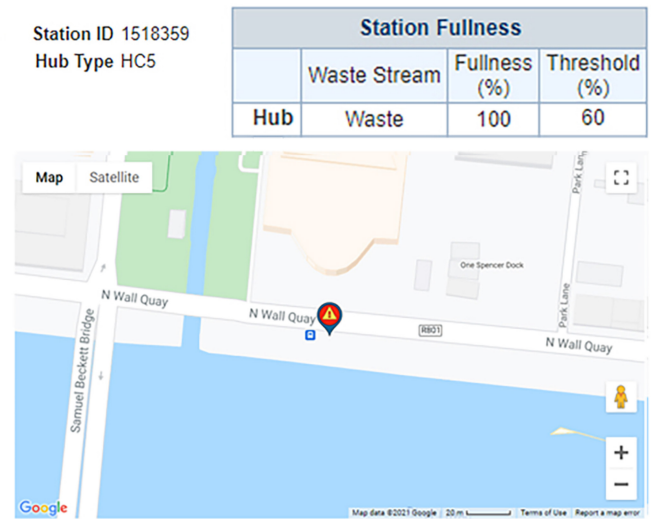 Station ID 1518359
Hub Type HC5
Station Fullness
Waste Stream Fullness (%) Threshold (%)
Hub Waste 100 60
Map Satellite
Park Lane
One Spencer Dock
N Wall Quay
N Wall Quay
Park Lane
R801
N Wall Quay
Samuel Beckett Bridge
+
−
Google
Map data ©2021 Google 20 m Terms of Use Report a map error